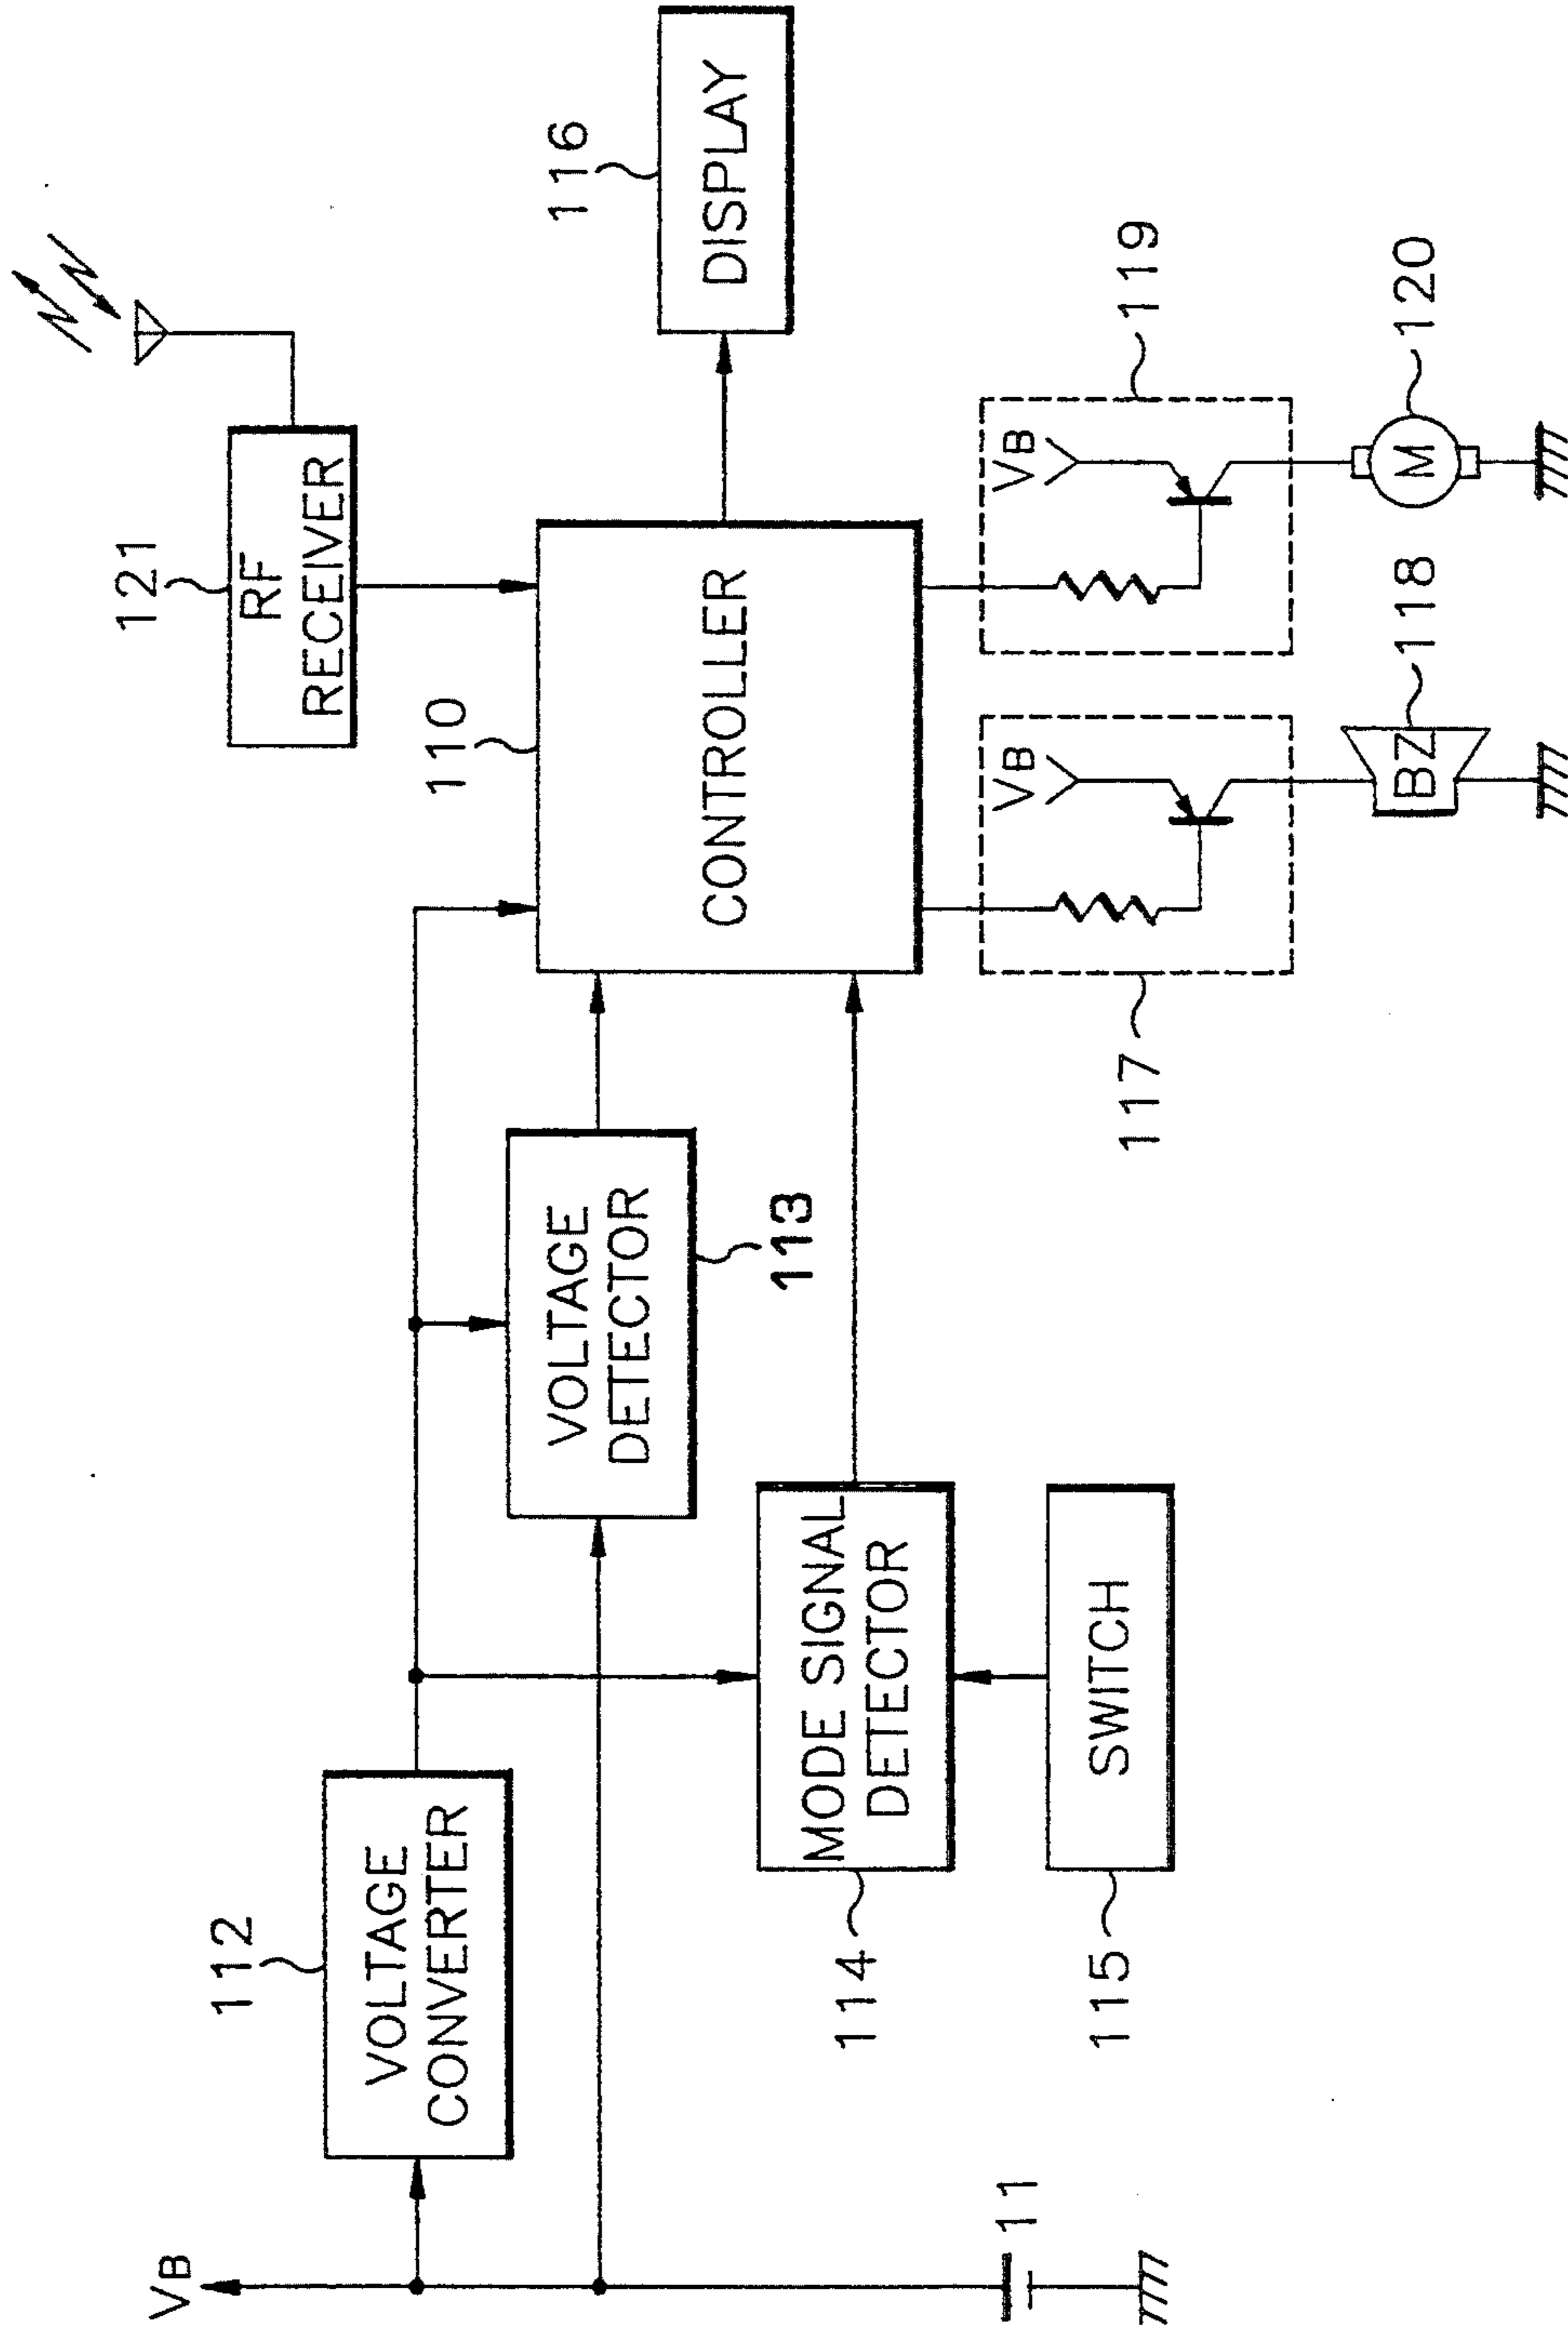 121
RF
RECEIVER
116
DISPLAY
110
CONTROLLER
112
VOLTAGE
CONVERTER
VB
VOLTAGE
DETECTOR
113
MODE SIGNAL
DETECTOR
114
SWITCH
115
11
117
VB
BZ
118
119
VB
M
120